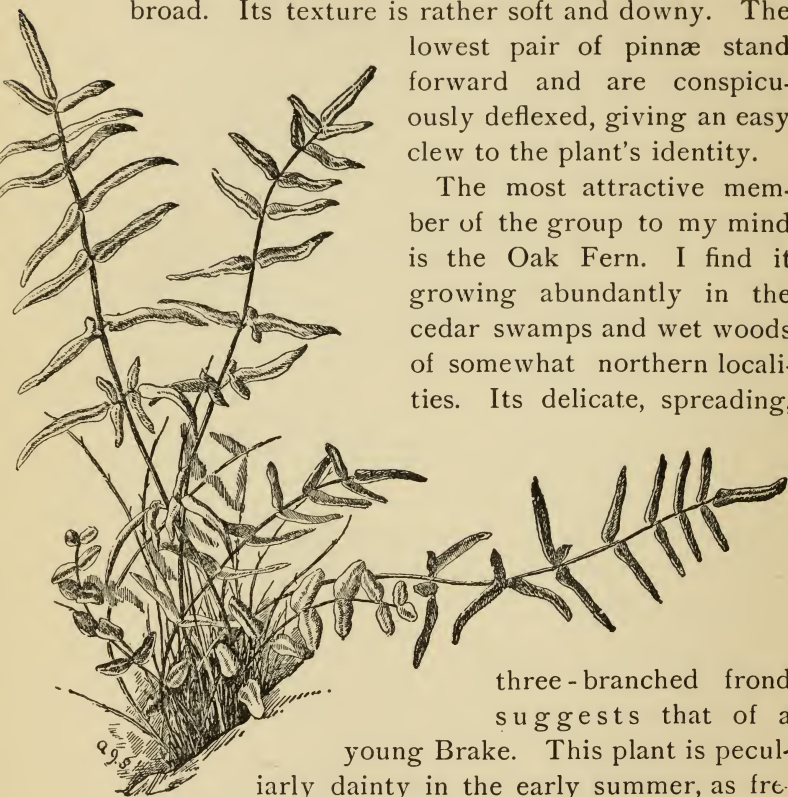 broad. Its texture is rather soft and downy. The
lowest pair of pinnæ stand
forward and are conspicu-
ously deflexed, giving an easy
clew to the plant's identity.
The most attractive mem-
ber of the group to my mind
is the Oak Fern. I find it
growing abundantly in the
cedar swamps and wet woods
of somewhat northern locali-
ties. Its delicate, spreading,
three-branched frond
suggests that of a
young Brake. This plant is pecul-
iarly dainty in the early summer, as fre-